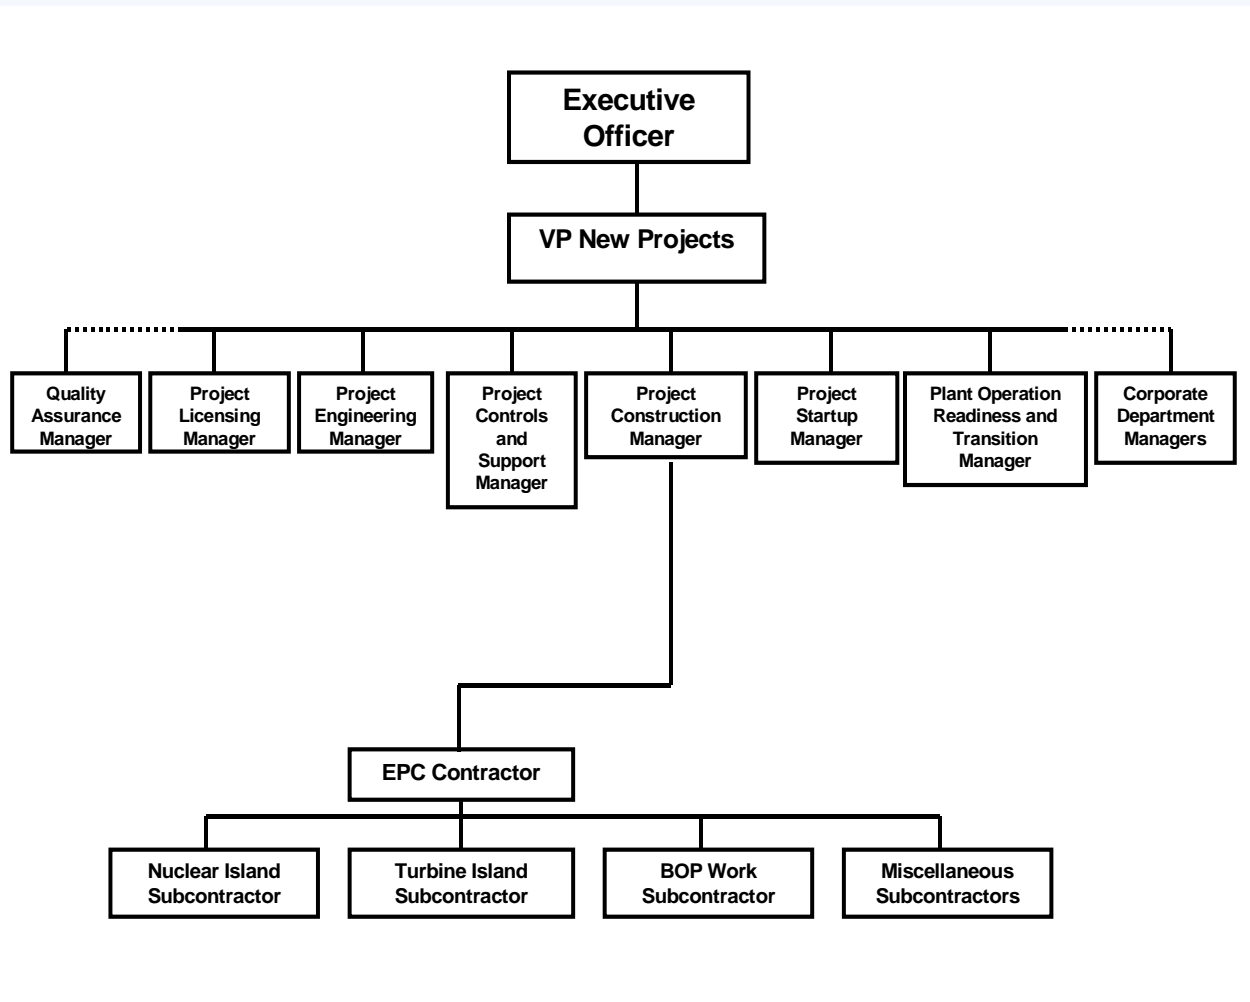 Executive
Officer
VP New Projects
Quality
Assurance
Manager
Project
Licensing
Manager
Project
Engineering
Manager
Project
Controls
and
Support
Manager
Project
Construction
Manager
Project
Startup
Manager
Plant Operation
Readiness and
Transition
Manager
Corporate
Department
Managers
EPC Contractor
Nuclear Island
Subcontractor
Turbine Island
Subcontractor
BOP Work
Subcontractor
Miscellaneous
Subcontractors